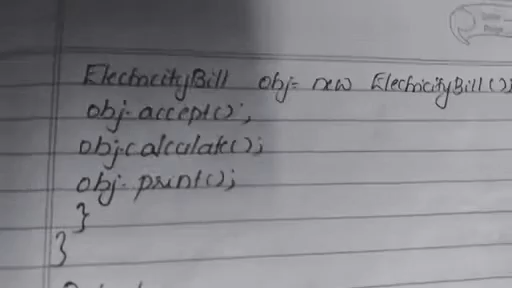 ElectricityBill obj= new ElectricityBill();
obj.accept();
obj.calculate();
obj.print();
}
}